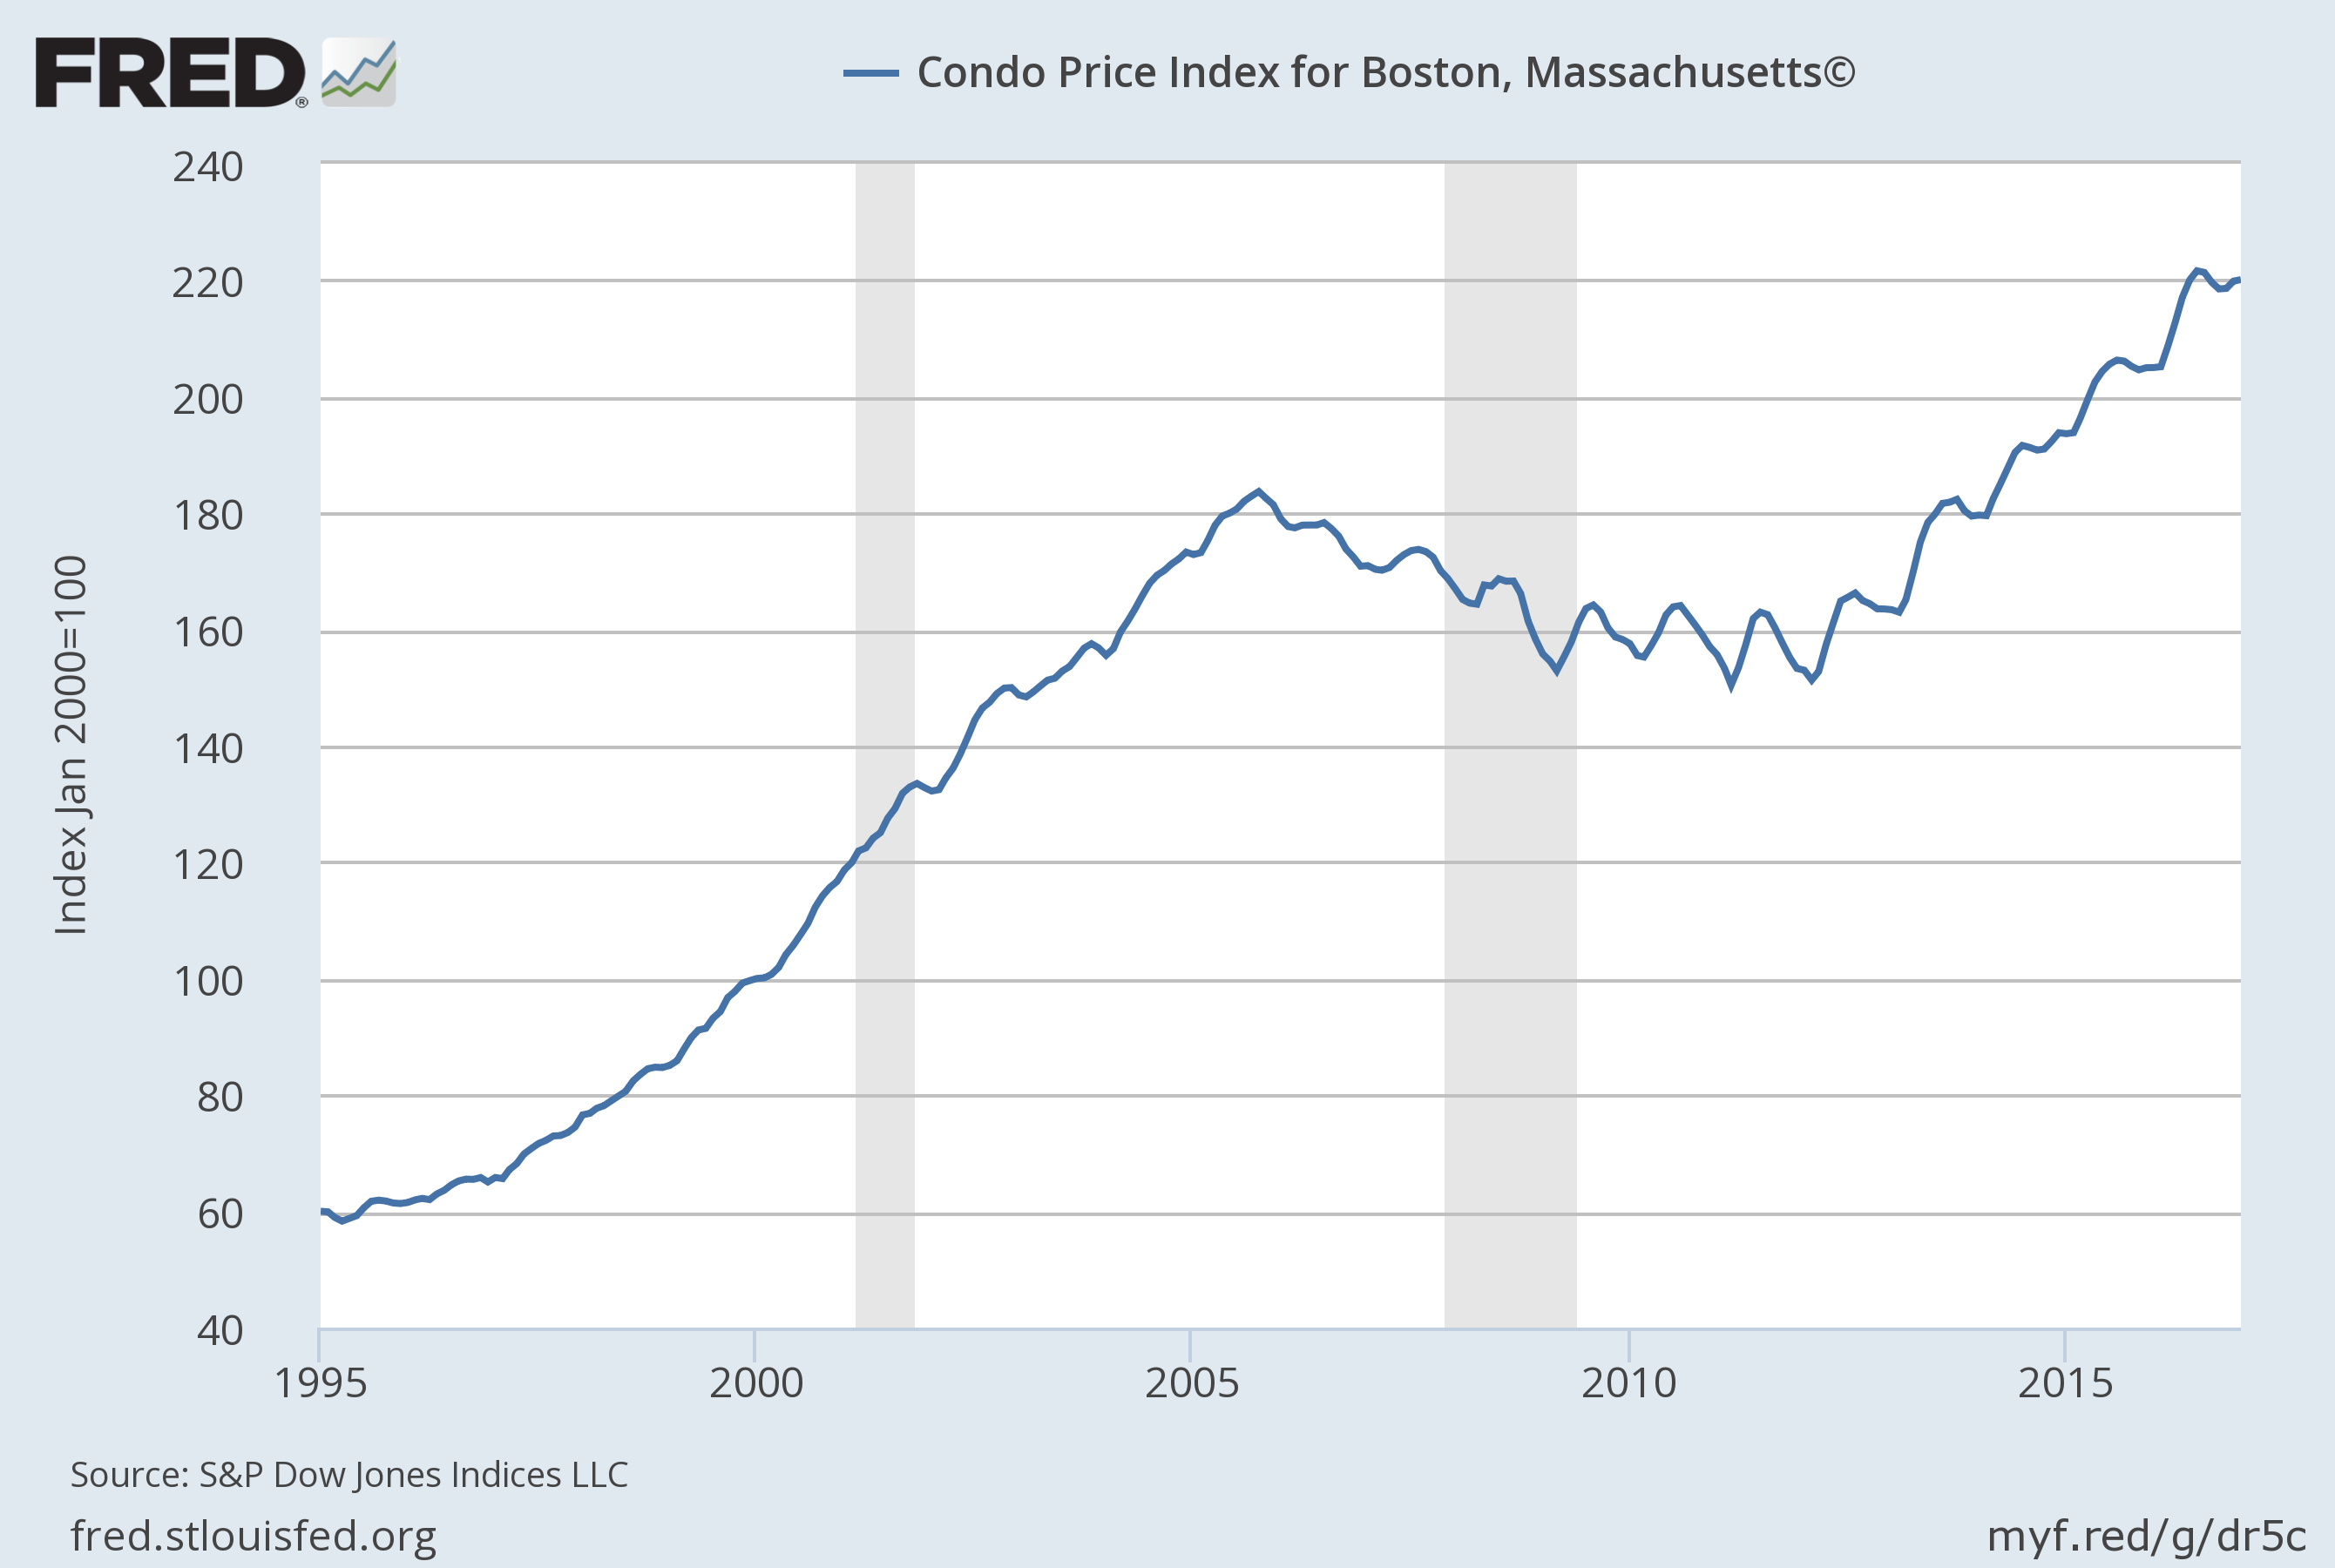 FRED®
Condo Price Index for Boston, Massachusetts©
240
220
200
180
160
140
120
100
80
60
40
Index Jan 2000=100
1995 2000 2005 2010 2015
Source: S&P Dow Jones Indices LLC
fred.stlouisfed.org
myf.red/g/dr5c